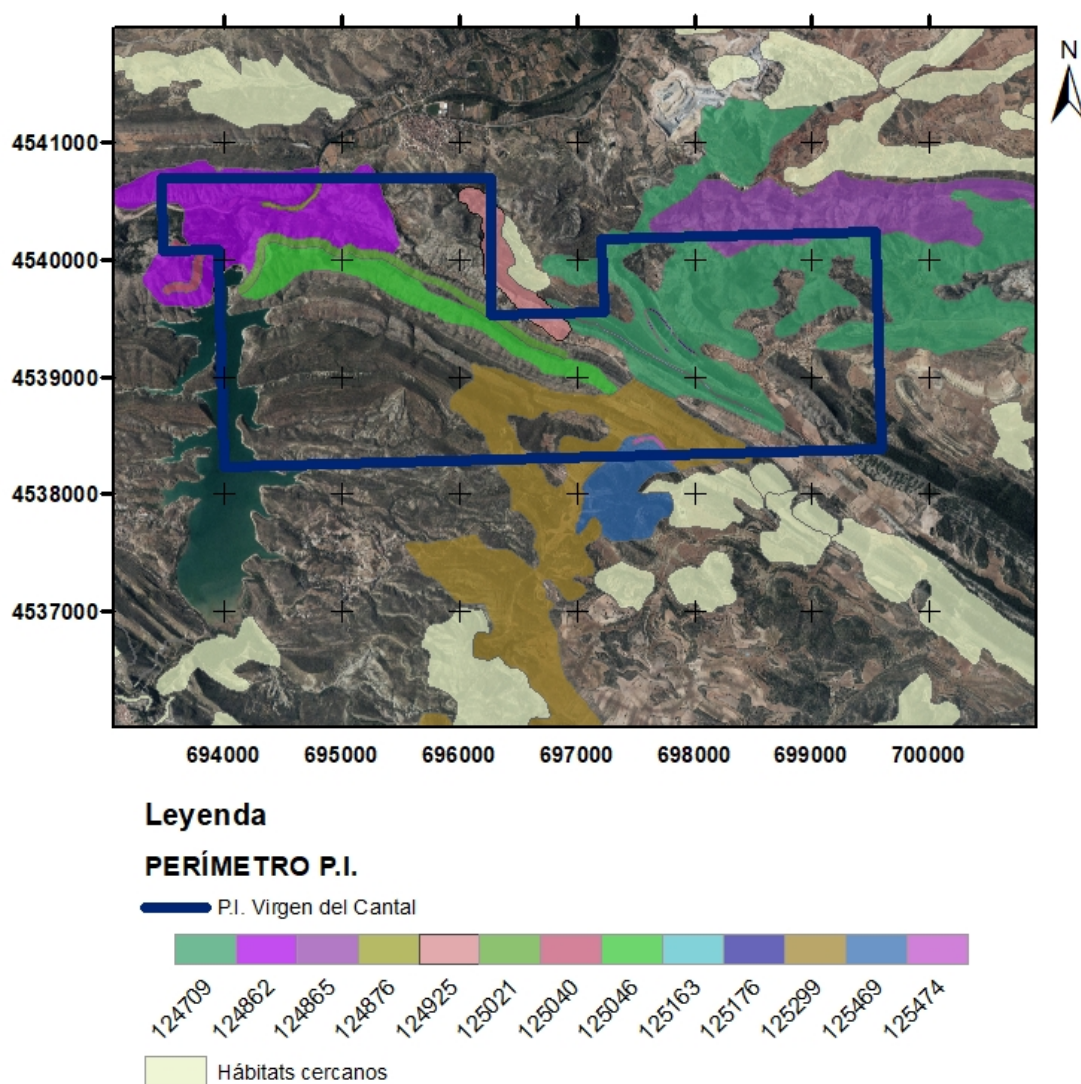 N
4541000
4540000
4539000
4538000
4537000
694000 695000 696000 697000 698000 699000 700000
Leyenda
PERÍMETRO P.I.
P.I. Virgen del Cantal
124709 124862 124865 124876 124925 125021 125040 125046 125163 125176 125299 125469 125474
Hábitats cercanos